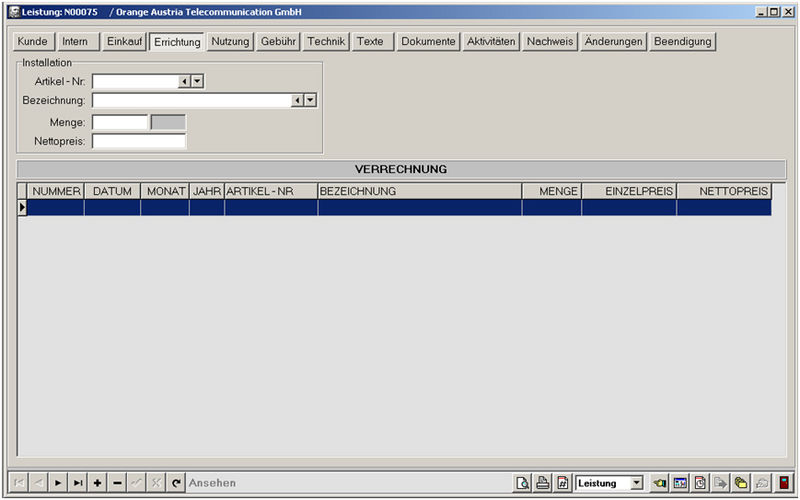 Leistung: N00075 / Orange Austria Telecommunication GmbH
Kunde Intern Einkauf Errichtung Nutzung Gebühr Technik Texte Dokumente Aktivitäten Nachweis Änderungen Beendigung
Installation
Artikel - Nr:
Bezeichnung:
Menge:
Nettopreis:
VERRECHNUNG
NUMMER DATUM MONAT JAHR ARTIKEL - NR BEZEICHNUNG MENGE EINZELPREIS NETTOPREIS
Ansehen Leistung